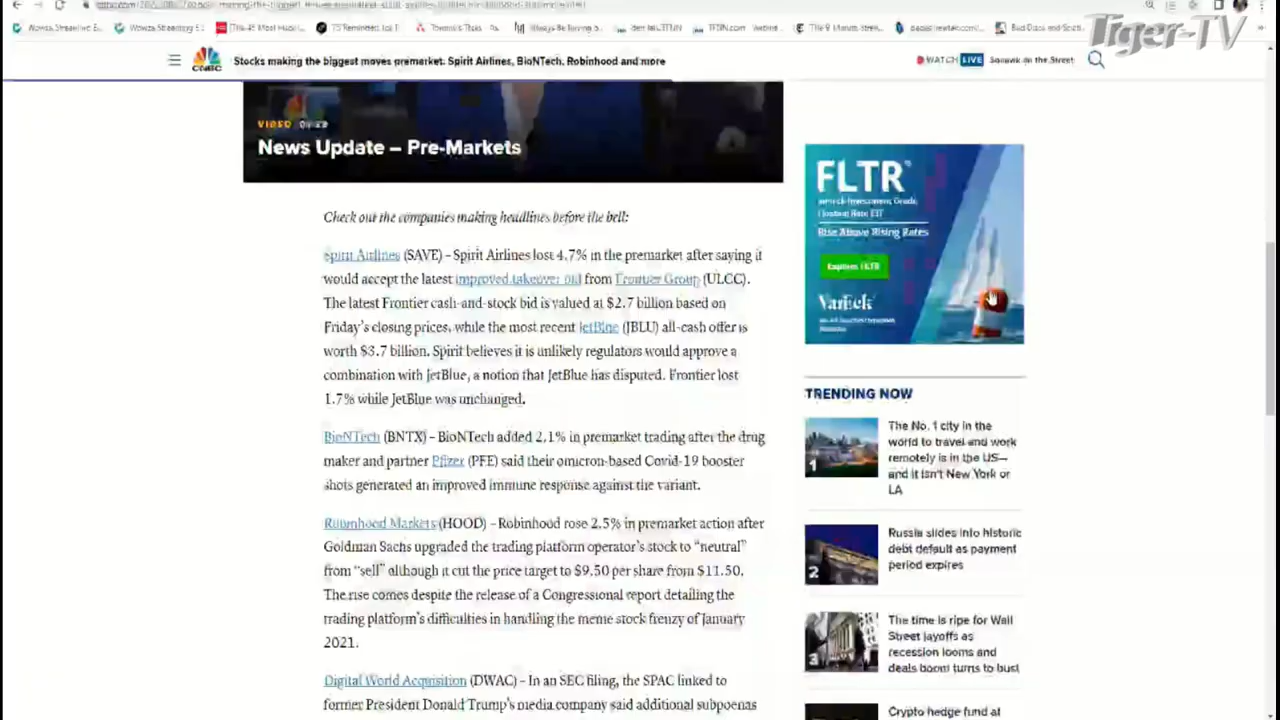 Tiger-TV
CNBC
Stocks making the biggest moves premarket: Spirit Airlines, BioNTech, Robinhood and more
WATCH LIVE Squawk on the Street
VIDEO
News Update – Pre-Markets
Check out the companies making headlines before the bell:
Spirit Airlines (SAVE) – Spirit Airlines lost 4.7% in the premarket after saying it
would accept the latest improved takeover bid from Frontier Group (ULCC).
The latest Frontier cash-and-stock bid is valued at $2.7 billion based on
Friday's closing prices, while the most recent JetBlue (JBLU) all-cash offer is
worth $3.7 billion. Spirit believes it is unlikely regulators would approve a
combination with JetBlue, a notion that JetBlue has disputed. Frontier lost
1.7% while JetBlue was unchanged.
BioNTech (BNTX) – BioNTech added 2.1% in premarket trading after the drug
maker and partner Pfizer (PFE) said their omicron-based Covid-19 booster
shots generated an improved immune response against the variant.
Robinhood Markets (HOOD) – Robinhood rose 2.5% in premarket action after
Goldman Sachs upgraded the trading platform operator's stock to "neutral"
from "sell" although it cut the price target to $9.50 per share from $11.50.
The rise comes despite the release of a Congressional report detailing the
trading platform's difficulties in handling the meme stock frenzy of January
2021.
Digital World Acquisition (DWAC) – In an SEC filing, the SPAC linked to
former President Donald Trump's media company said additional subpoenas
FLTR
Rise Above Rising Rates
Explore FLTR
VanEck
TRENDING NOW
1
The No. 1 city in the
world to travel and work
remotely is in the US—
and it isn't New York or
LA
2
Russia slides into historic
debt default as payment
period expires
3
The time is ripe for Wall
Street layoffs as
recession looms and
deals boom turns to bust
Crypto hedge fund at